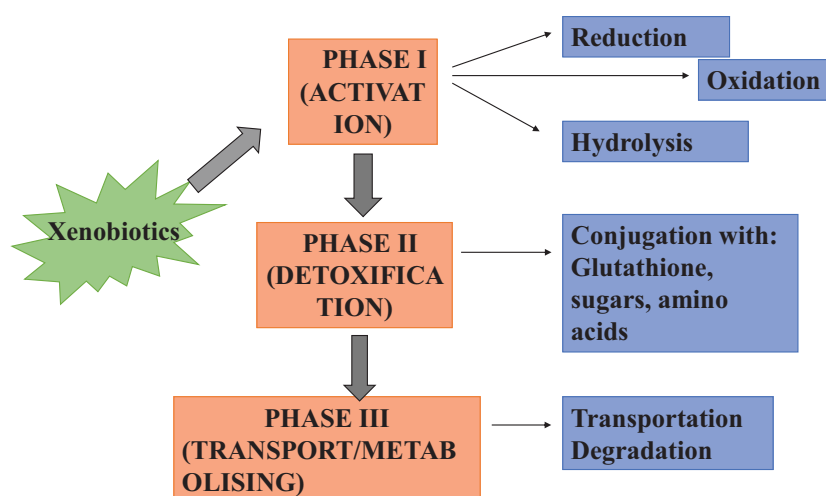 Xenobiotics
PHASE I
(ACTIVAT
ION)
Reduction
Oxidation
Hydrolysis
PHASE II
(DETOXIFICA
TION)
Conjugation with:
Glutathione,
sugars, amino
acids
PHASE III
(TRANSPORT/METAB
OLISING)
Transportation
Degradation